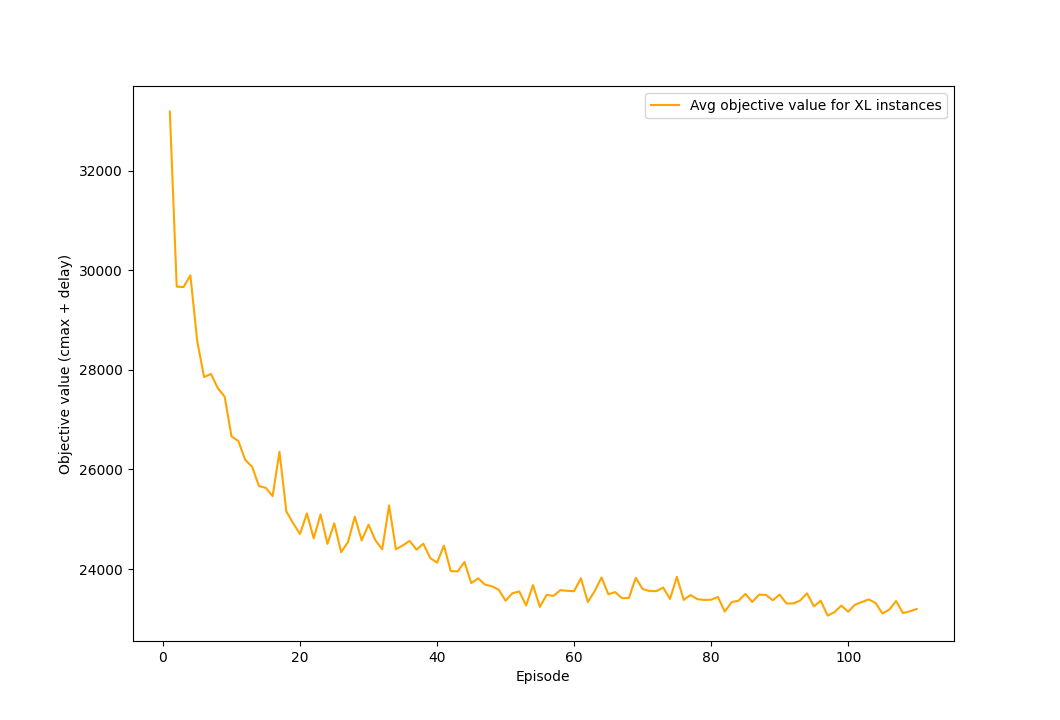 Avg objective value for XL instances
Objective value (cmax + delay)
32000
30000
28000
26000
24000
0 20 40 60 80 100
Episode